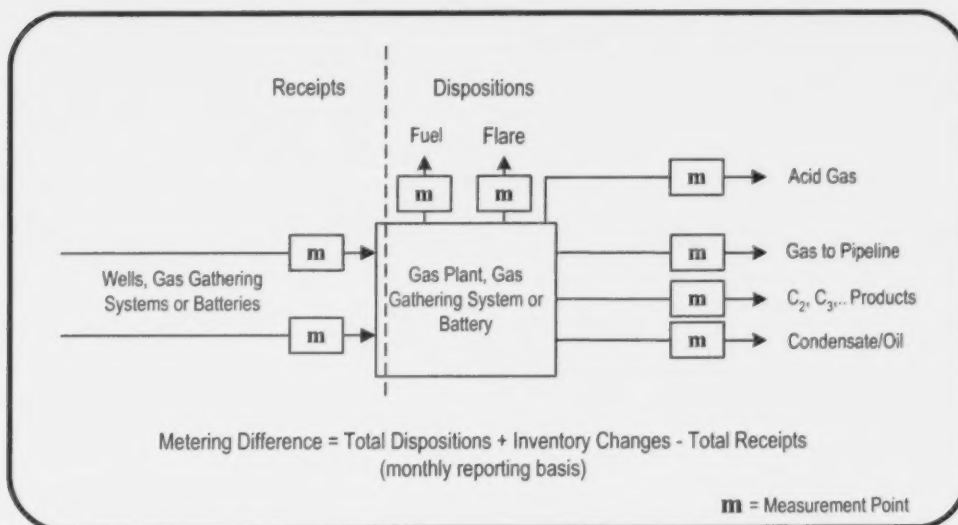 Receipts
Dispositions
Fuel
Flare
m
m
m
Acid Gas
m
Wells, Gas Gathering
Systems or Batteries
m
Gas Plant, Gas
Gathering System or
Battery
m
Gas to Pipeline
m
C₂, C₃,.. Products
m
Condensate/Oil
Metering Difference = Total Dispositions + Inventory Changes - Total Receipts
(monthly reporting basis)
m = Measurement Point